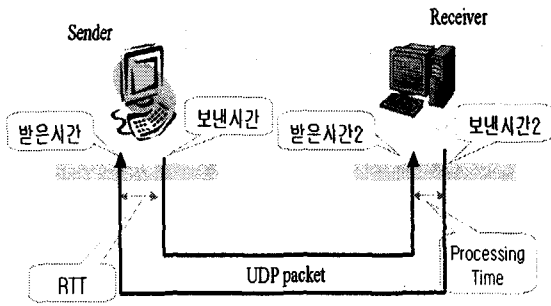 Sender
Receiver
받은시간
보낸시간
받은시간2
보낸시간2
RTT
UDP packet
Processing
Time